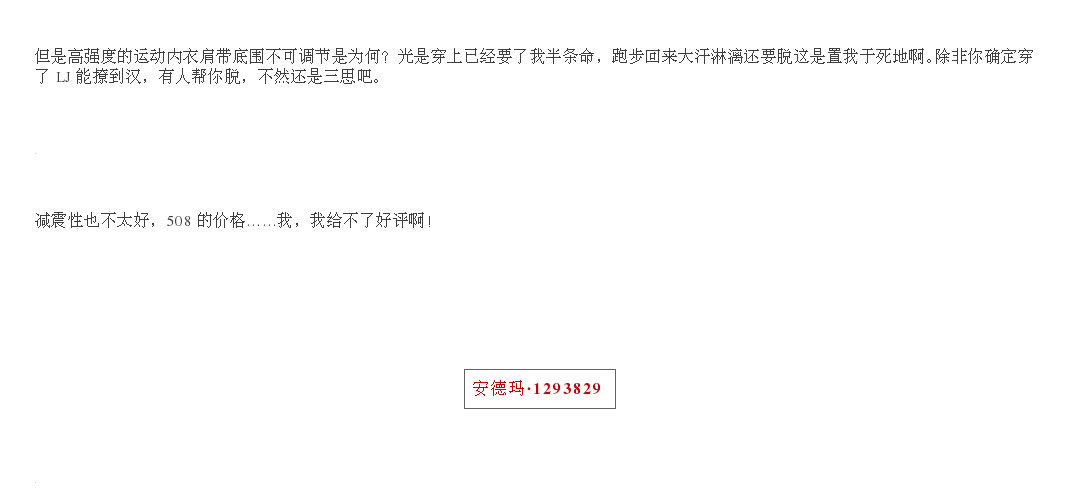 但是高强度的运动内衣肩带底围不可调节是为何？光是穿上已经要了我半条命，跑步回来大汗淋漓还要脱这是置我于死地啊。除非你确定穿
了 LJ 能撩到汉，有人帮你脱，不然还是三思吧。
减震性也不太好，508 的价格……我，我给不了好评啊！
安德玛·1293829